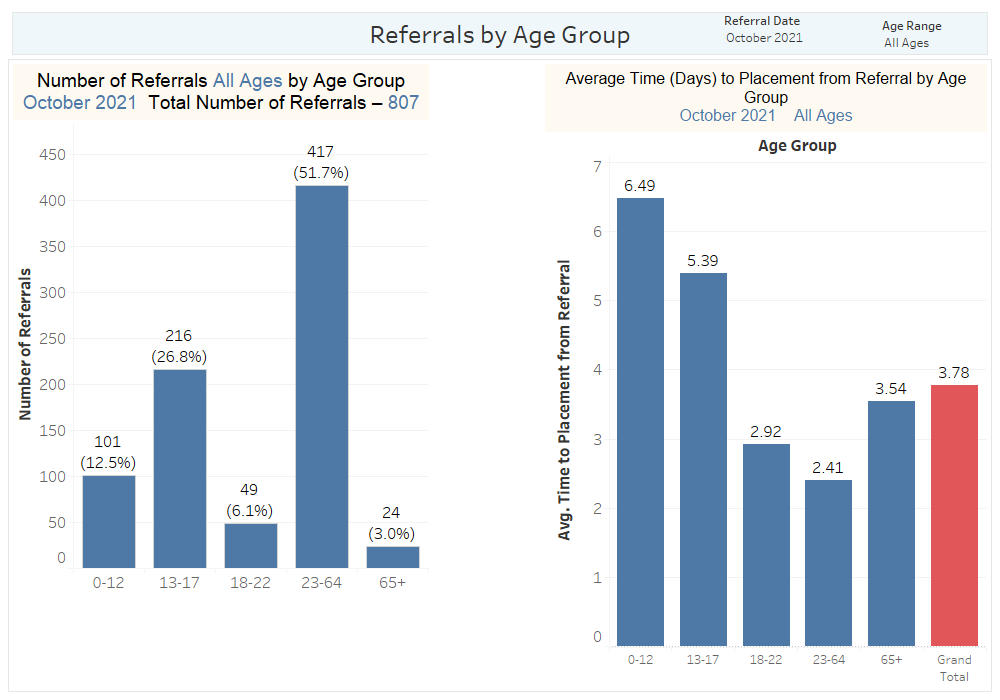 Referrals by Age Group
Referral Date
October 2021
Age Range
All Ages
Number of Referrals All Ages by Age Group
October 2021 Total Number of Referrals – 807
Number of Referrals
450
400
350
300
250
200
150
100
50
0
101
(12.5%)
216
(26.8%)
49
(6.1%)
417
(51.7%)
24
(3.0%)
0-12 13-17 18-22 23-64 65+
Average Time (Days) to Placement from Referral by Age
Group
October 2021 All Ages
Age Group
Avg. Time to Placement from Referral
7
6
5
4
3
2
1
0
6.49
5.39
2.92
2.41
3.54
3.78
0-12 13-17 18-22 23-64 65+ Grand
Total